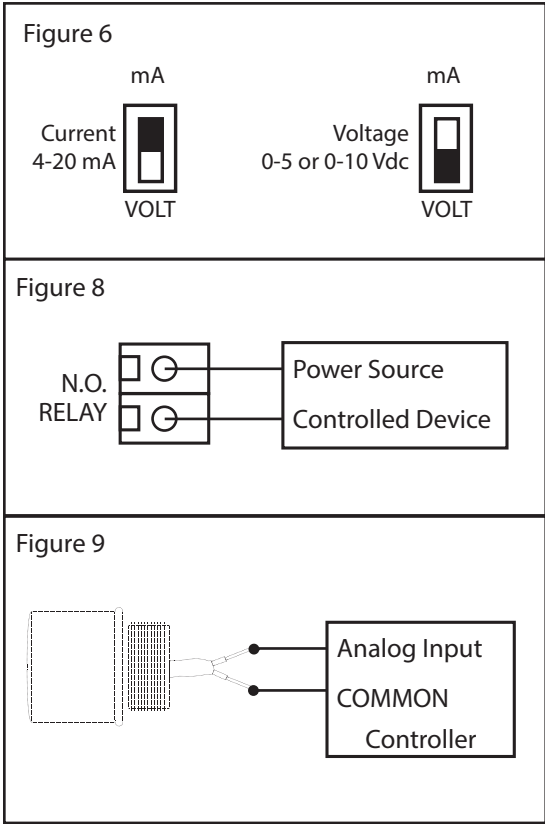 Figure 6
mA
mA
Current
4-20 mA
Voltage
0-5 or 0-10 Vdc
VOLT
VOLT
Figure 8
N.O.
RELAY
Power Source
Controlled Device
Figure 9
Analog Input
COMMON
Controller